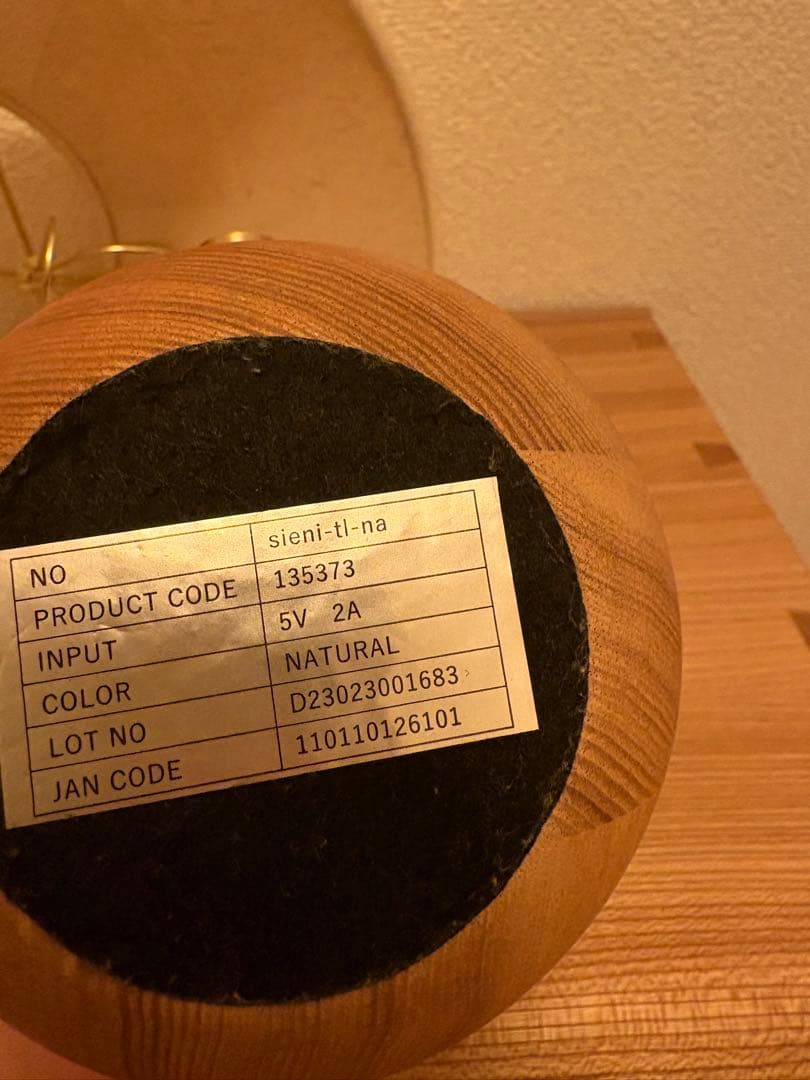 NO sieni-tl-na
PRODUCT CODE 135373
INPUT 5V 2A
COLOR NATURAL
LOT NO D23023001683
JAN CODE 110110126101